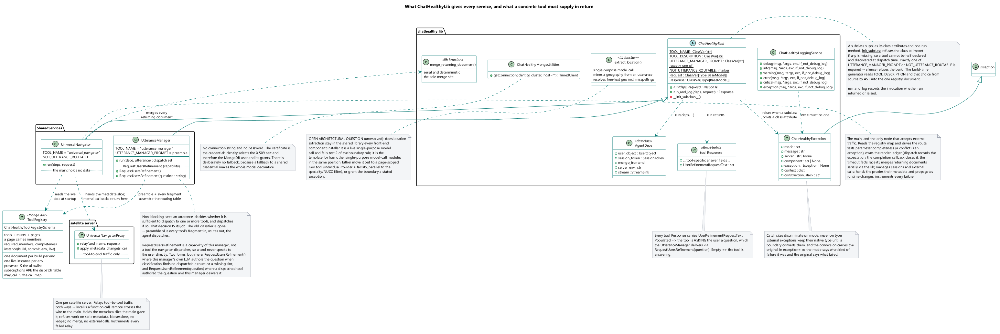 What ChatHealthyLib gives every service, and what a concrete tool must supply in return
chathealthy_lib
«lib function»
merge_returning_document()
serial and deterministic
the sole merge site
ChatHealthyMongoUtilities
getConnection(identity, cluster, host="") : TimedClient
«lib function»
extract_location()
single-purpose model call
mines a geography from an utterance
resolves free-text geo incl. misspellings
ChatHealthyTool
TOOL_NAME : ClassVar[str]
TOOL_DESCRIPTION : ClassVar[str]
UTTERANCE_MANAGER_PROMPT : ClassVar[str]
exactly one of
NOT_UTTERANCE_ROUTABLE : marker
Request : ClassVar[Type[BaseModel]]
Response : ClassVar[Type[BaseModel]]
run(deps, request) : Response
run_and_log(deps, request) : Response
__init_subclass__()
ChatHealthyLoggingService
debug(msg, *args, exc, if_not_debug_log)
info(msg, *args, exc, if_not_debug_log)
warning(msg, *args, exc, if_not_debug_log)
error(msg, *args, exc, if_not_debug_log)
critical(msg, *args, exc, if_not_debug_log)
exception(msg, *args, exc, if_not_debug_log)
A subclass supplies its class attributes and one run
method. init_subclass refuses the class at import
if any is missing, so a tool cannot be half declared
and discovered at dispatch time. Exactly one of
UTTERANCE_MANAGER_PROMPT or NOT_UTTERANCE_ROUTABLE is
required -- silence refuses the build. The build-time
generator reads TOOL_DESCRIPTION and that choice from
source by AST into the one registry document.
run_and_log records the invocation whether run
returned or raised.
Exception
merges every
returning document
run(deps, ...)
run returns
raises when a subclass
omits a class attribute
exc= must be one
SharedServices
UniversalNavigator
TOOL_NAME = "universal_navigator"
NOT_UTTERANCE_ROUTABLE
run(deps, request)
the main; holds no data
UtteranceManager
TOOL_NAME = "utterance_manager"
UTTERANCE_MANAGER_PROMPT = preamble
run(deps, utterance) : dispatch set
RequestUsersRefinement (capability)
RequestUsersRefinement()
RequestUsersRefinement(question : string)
No connection string and no password. The certificate is
the credential: identity selects the X.509 cert and
therefore the MongoDB user and its grants. There is
deliberately no fallback, because a fallback to a shared
credential makes the whole model decorative.
OPEN ARCHITECTURAL QUESTION (unresolved): does location
extraction stay in the shared library every front-end
component installs? It is a live single-purpose model
call and fails test 2 of the boundary rule; it is the
template for four other single-purpose model-call modules
in the same position. Either move it out to a page-scoped
Geo tool (individualProvider + facility, parallel to the
specialty/NUCC filter), or grant the boundary a stated
exception.
«dataclass»
AgentDeps
user_object : UserObject
session_token : SessionToken
mongo_frontend
server_env : str
stream : StreamSink
«BaseModel»
tool Response
... tool-specific answer fields ...
UserRefinementRequestText : str
ChatHealthyException
mode : str
message : str
server : str | None
component : str | None
exception : Exception | None
context : dict
construction_stack : str
The main, and the only node that accepts external
traffic. Reads the registry map and drives the route;
tests parameter completeness (a conflict is an
exception); owns the render ledger (dispatch records the
expectation, the completion callback closes it, the
timeout facts race it); merges returning documents
serially via the lib; manages sessions and external
calls; hands the proxies their metadata and propagates
runtime changes; instruments every failure.
reads the live
doc at startup
hands the metadata slice;
internal callbacks return here
preamble + every fragment
assemble the routing table
«Mongo doc»
ToolRegistry
ChatHealthyToolRegistrySchema
tools + routes + pages
a page carries members,
required_members, completeness
instance(build, commit, env, live)
one document per build per env
one live instance per env
presence IS the allowlist
subscriptions ARE the dispatch table
may_call IS the call map
satellite server
UniversalNavigatorProxy
relay(tool_name, request)
apply_metadata_change(slice)
tool-to-tool traffic only
Non-blocking: sees an utterance, decides whether it is
sufficient to dispatch to one or more tools, and dispatches
if so. That decision IS its job. The old classifier is gone
-- preamble plus every tool's fragment in, routes out, the
agent dispatches.
RequestUsersRefinement is a capability of this manager, not
a tool the navigator dispatches, so a tool never speaks to
the user directly. Two forms, both here: RequestUsersRefinement()
where this manager's own LLM authors the question when
classification finds no dispatchable route or a missing slot,
and RequestUsersRefinement(question) where a dispatched tool
authored the question and this manager delivers it.
Every tool Response carries UserRefinementRequestText.
Populated => the tool is ASKING the user a question, which
the UtteranceManager delivers via
RequestUsersRefinement(question). Empty => the tool is
answering.
Catch sites discriminate on mode, never on type.
External exceptions keep their native type until a
boundary converts them, and the conversion carries the
original in exception= so the mode says what kind of
failure it was and the original says what failed.
One per satellite server. Relays tool-to-tool traffic
both ways -- local is a function call, remote crosses the
wire to the main. Holds the metadata slice the main gave
it; refuses work on stale metadata. No sessions, no
ledger, no merge, no external calls. Instruments every
failed relay.